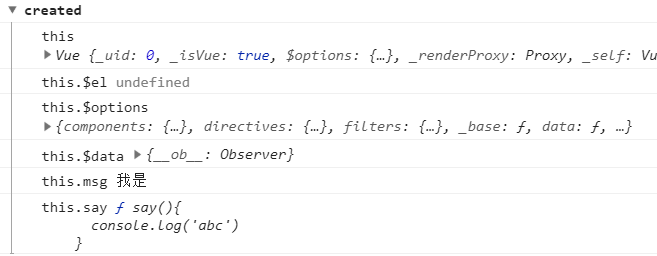 ▼ created
this
▶Vue {_uid: 0, _isVue: true, $options: {…}, _renderProxy: Proxy, _self: Vu
this.$el undefined
this.$options
▶{components: {…}, directives: {…}, filters: {…}, _base: ƒ, data: ƒ, …}
this.$data ▶{__ob__: Observer}
this.msg 我是
this.say ƒ say(){
console.log('abc')
}